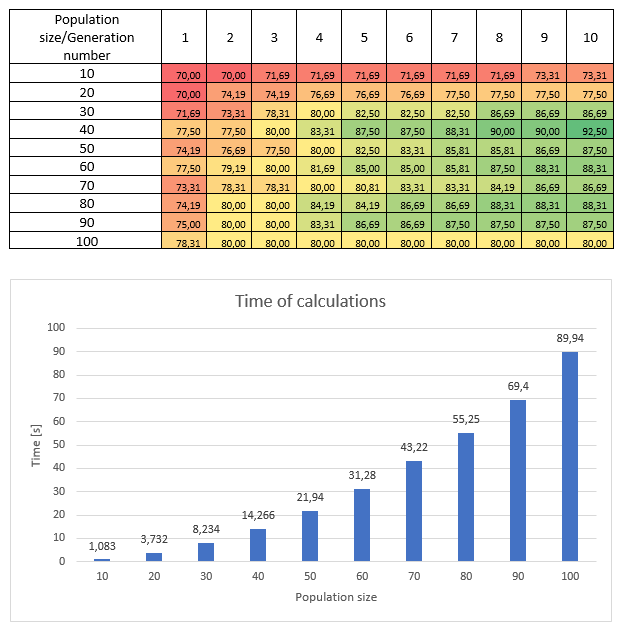 Population
size/Generation
number
1 2 3 4 5 6 7 8 9 10
10 70,00 70,00 71,69 71,69 71,69 71,69 71,69 71,69 73,31 73,31
20 70,00 74,19 74,19 76,69 76,69 76,69 77,50 77,50 77,50 77,50
30 71,69 73,31 78,31 80,00 82,50 82,50 82,50 86,69 86,69 86,69
40 77,50 77,50 80,00 83,31 87,50 87,50 88,31 90,00 90,00 92,50
50 74,19 76,69 77,50 80,00 82,50 83,31 85,81 85,81 86,69 87,50
60 77,50 79,19 80,00 81,69 85,00 85,00 85,81 87,50 88,31 88,31
70 73,31 78,31 78,31 80,00 80,81 83,31 83,31 84,19 86,69 86,69
80 74,19 80,00 80,00 84,19 84,19 86,69 86,69 88,31 88,31 88,31
90 75,00 80,00 80,00 83,31 86,69 86,69 87,50 87,50 87,50 87,50
100 78,31 80,00 80,00 80,00 80,00 80,00 80,00 80,00 80,00 80,00
Time of calculations
Time [s]
100
90
80
70
60
50
40
30
20
10
0
1,083
3,732
8,234
14,266
21,94
31,28
43,22
55,25
69,4
89,94
10 20 30 40 50 60 70 80 90 100
Population size